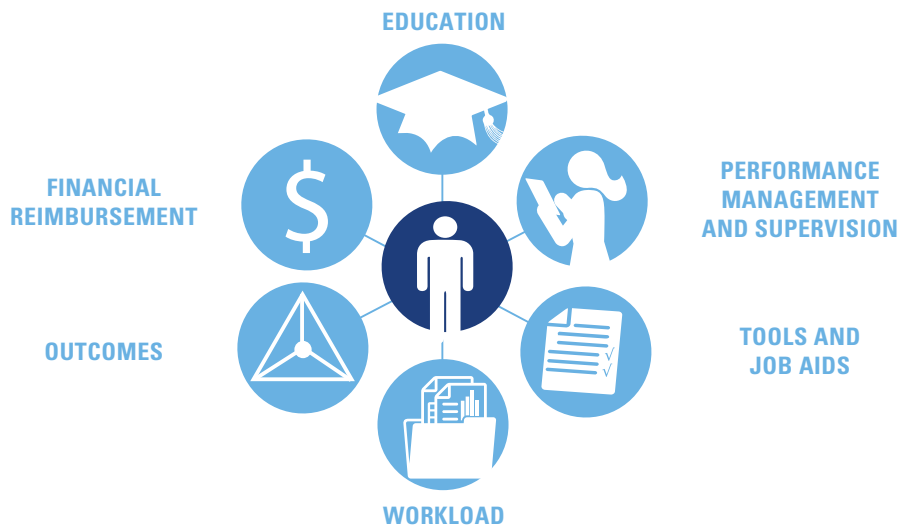 EDUCATION
FINANCIAL
REIMBURSEMENT
PERFORMANCE
MANAGEMENT
AND SUPERVISION
OUTCOMES
TOOLS AND
JOB AIDS
WORKLOAD